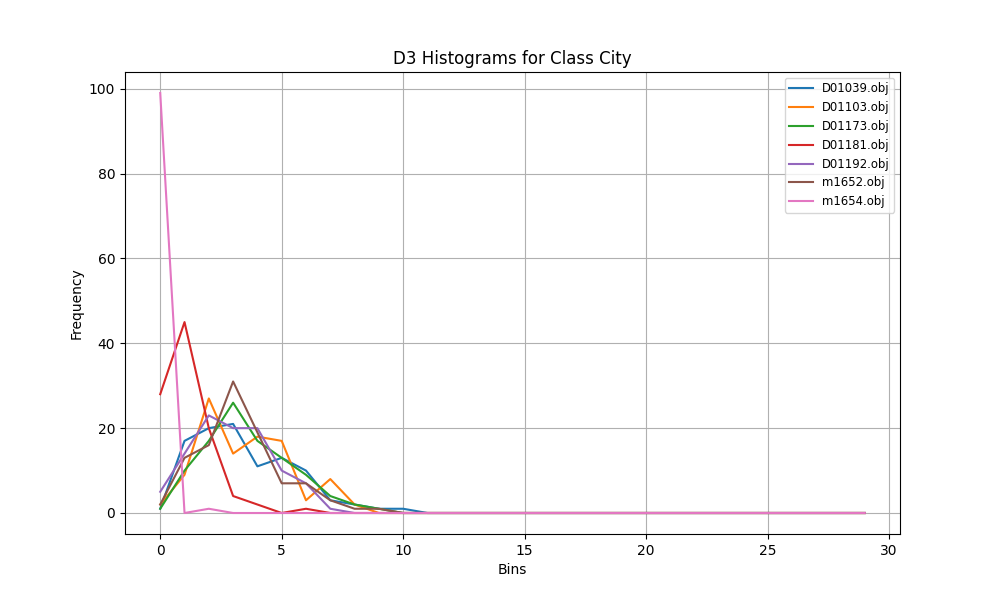 D3 Histograms for Class City
D01039.obj
D01103.obj
D01173.obj
D01181.obj
D01192.obj
m1652.obj
m1654.obj
100
80
60
40
20
0
Frequency
0 5 10 15 20 25 30
Bins